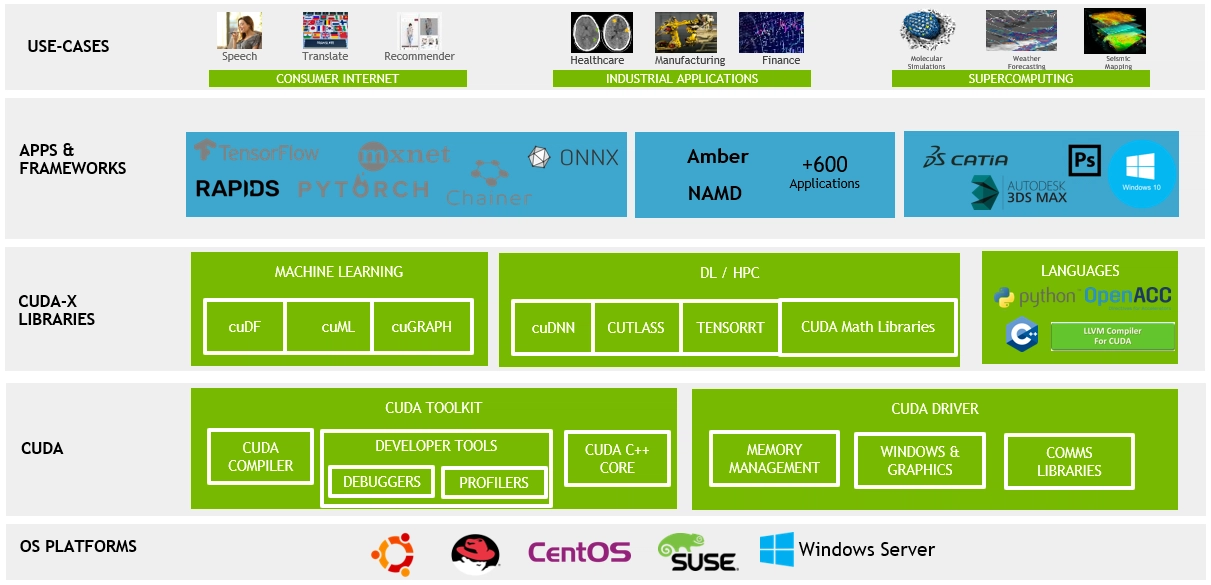 USE-CASES
Speech
Translate
Recommender
CONSUMER INTERNET
Healthcare
Manufacturing
Finance
INDUSTRIAL APPLICATIONS
Molecular
Simulations
Weather
Forecasting
Seismic
Mapping
SUPERCOMPUTING
APPS &
FRAMEWORKS
TensorFlow
mxnet
ONNX
RAPIDS
PYTORCH
Chainer
Amber
NAMD
+600
Applications
CATIA
Ps
AUTODESK
3DS MAX
Windows 10
CUDA-X
LIBRARIES
MACHINE LEARNING
cuDF
cuML
cuGRAPH
DL / HPC
cuDNN
CUTLASS
TENSORRT
CUDA Math Libraries
LANGUAGES
python™
OpenACC
C++
LLVM Compiler
For CUDA
CUDA
CUDA TOOLKIT
CUDA
COMPILER
DEVELOPER TOOLS
DEBUGGERS
PROFILERS
CUDA C++
CORE
CUDA DRIVER
MEMORY
MANAGEMENT
WINDOWS &
GRAPHICS
COMMS
LIBRARIES
OS PLATFORMS
CentOS
SUSE
Windows Server